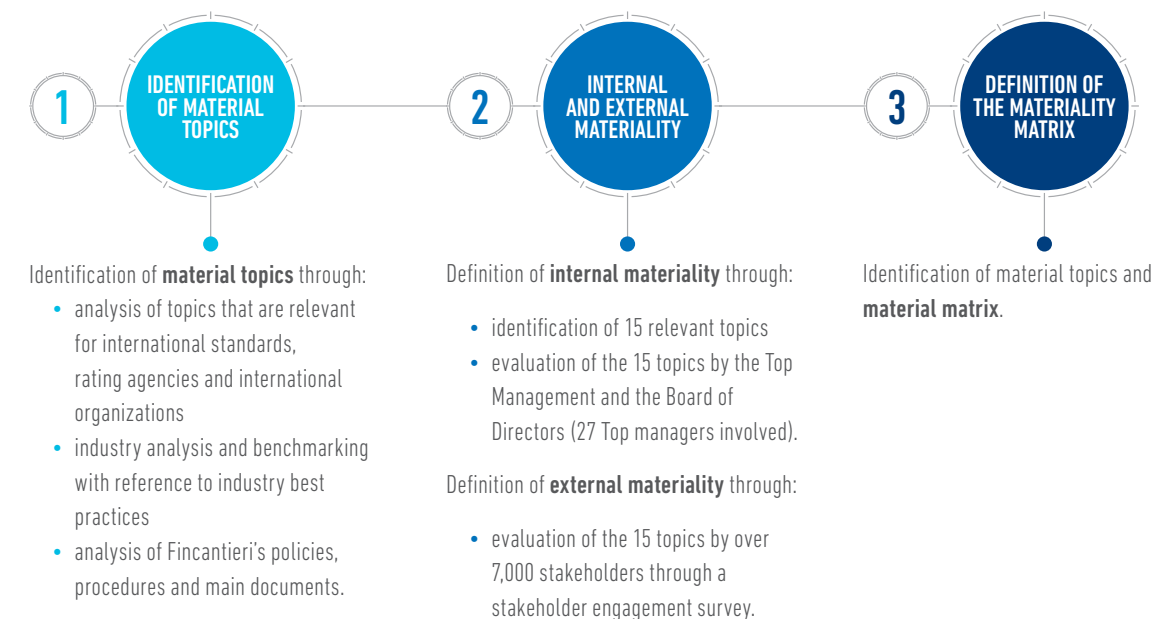 1
IDENTIFICATION
OF MATERIAL
TOPICS
Identification of material topics through:
• analysis of topics that are relevant
for international standards,
rating agencies and international
organizations
• industry analysis and benchmarking
with reference to industry best
practices
• analysis of Fincantieri's policies,
procedures and main documents.
2
INTERNAL
AND EXTERNAL
MATERIALITY
Definition of internal materiality through:
• identification of 15 relevant topics
• evaluation of the 15 topics by the Top
Management and the Board of
Directors (27 Top managers involved).
Definition of external materiality through:
• evaluation of the 15 topics by over
7,000 stakeholders through a
stakeholder engagement survey.
3
DEFINITION OF
THE MATERIALITY
MATRIX
Identification of material topics and
material matrix.